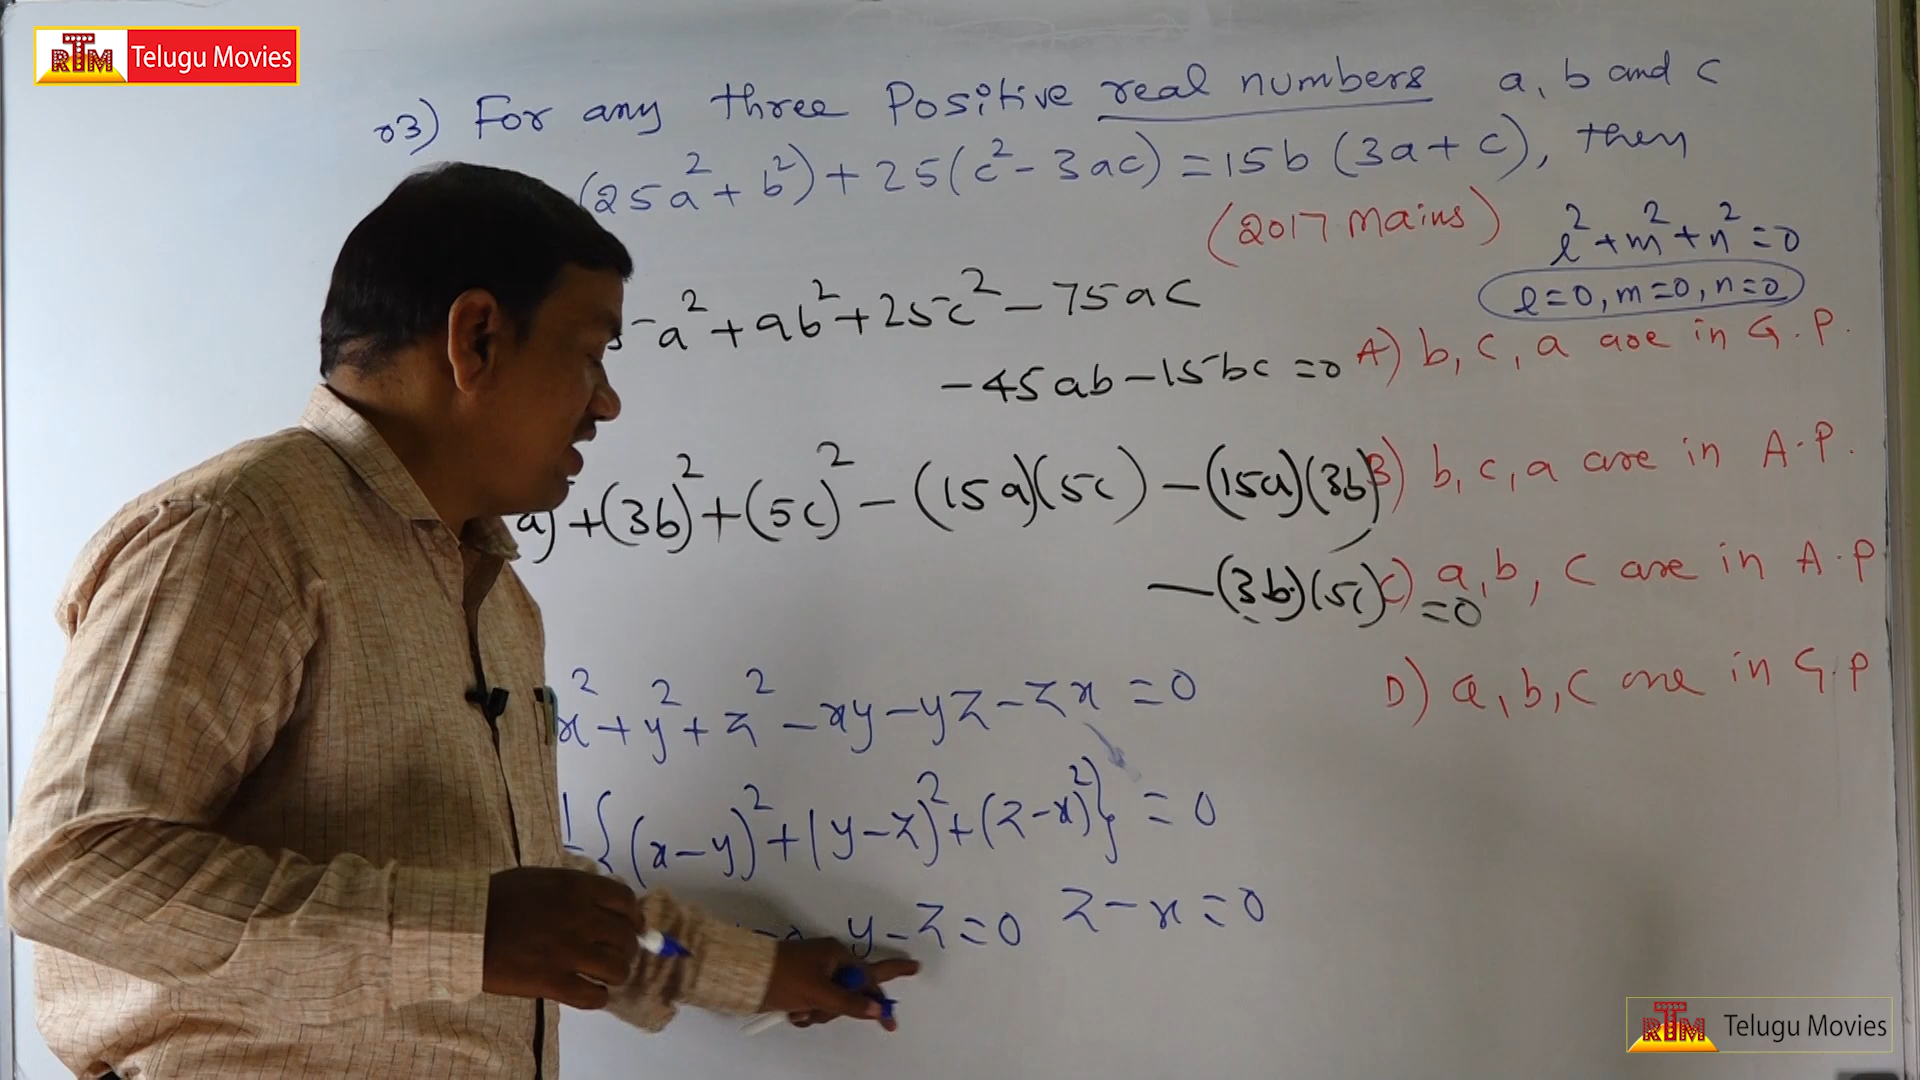 RTM Telugu Movies
03) For any three Positive real numbers a, b and c
(25a²+b²)+25(c²-3ac)=15b(3a+c), then
(2017 Mains)
l²+m²+n²=0
l=0, m=0, n=0
a²+9b²+25c²-75ac
-45ab-15bc=0
A) b, c, a are in G.P.
a)+(3b)²+(5c)²-(15a)(5c)-(15a)(3b)
B) b, c, a are in A.P.
-(3b)(5c)=0
C) a, b, c are in A.P
x²+y²+z²-xy-yz-zx=0
D) a, b, c are in G.P
{(x-y)²+(y-z)²+(z-x)²}=0
y-z=0 z-x=0
RTM Telugu Movies